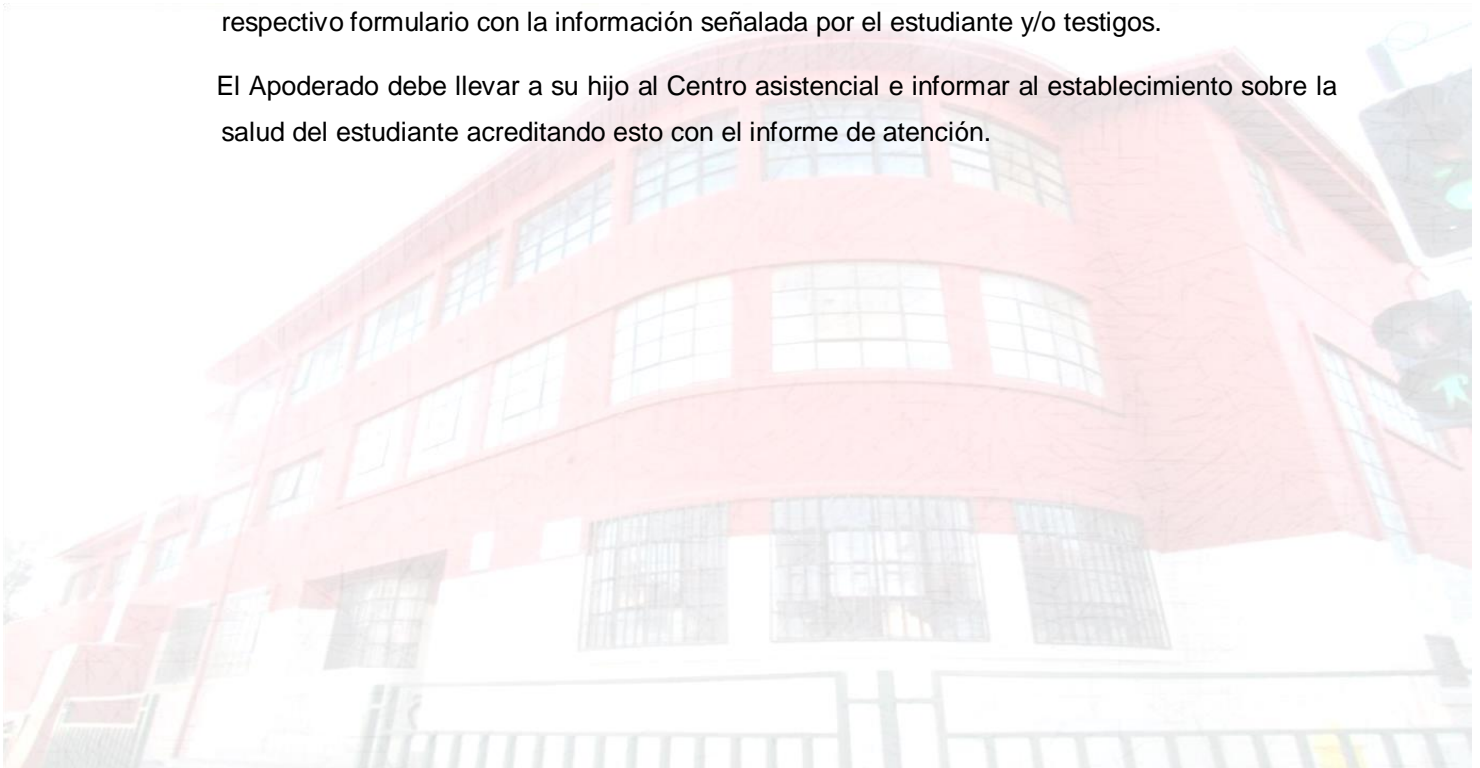 respectivo formulario con la información señalada por el estudiante y/o testigos.
El Apoderado debe llevar a su hijo al Centro asistencial e informar al establecimiento sobre la
salud del estudiante acreditando esto con el informe de atención.